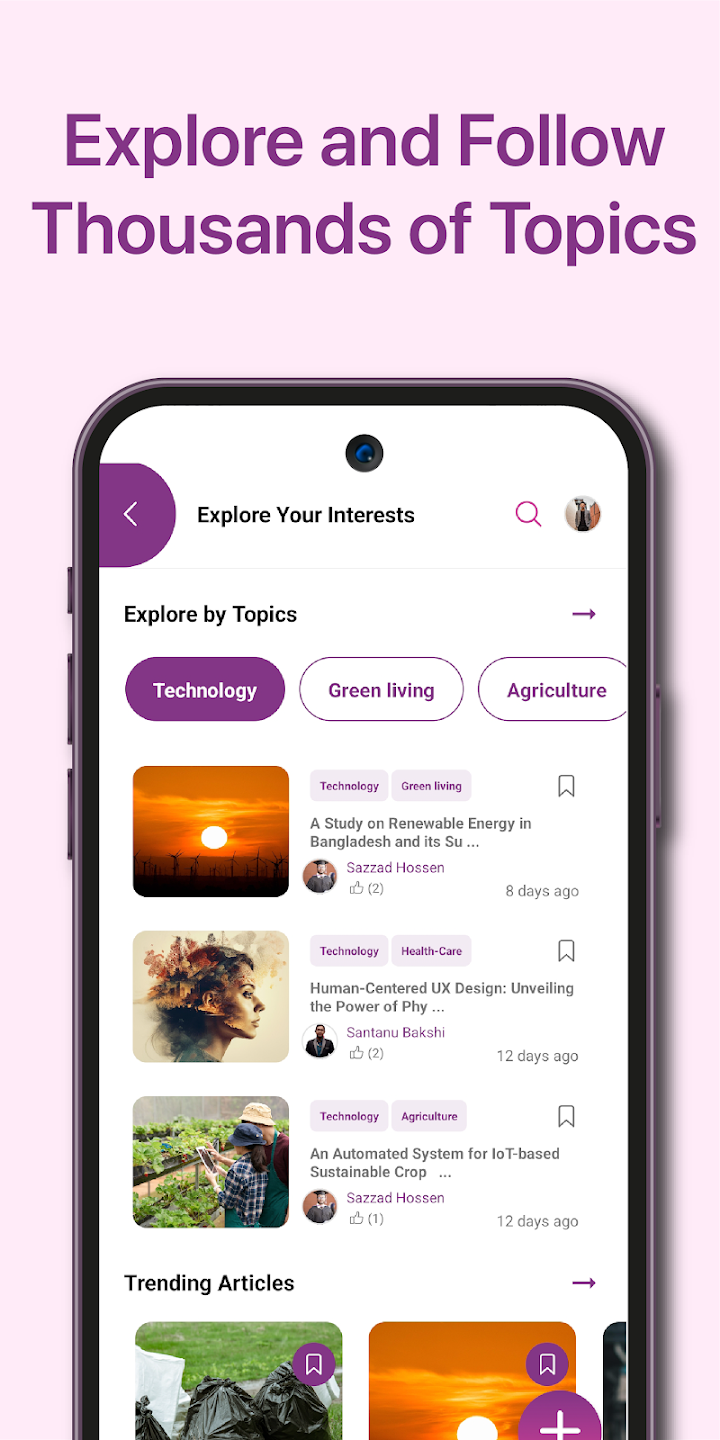 Explore and Follow
Thousands of Topics
Explore Your Interests
Explore by Topics
Technology
Green living
Agriculture
Technology
Green living
A Study on Renewable Energy in
Bangladesh and its Su ...
Sazzad Hossen
(2)
8 days ago
Technology
Health-Care
Human-Centered UX Design: Unveiling
the Power of Phy ...
Santanu Bakshi
(2)
12 days ago
Technology
Agriculture
An Automated System for IoT-based
Sustainable Crop ...
Sazzad Hossen
(1)
12 days ago
Trending Articles